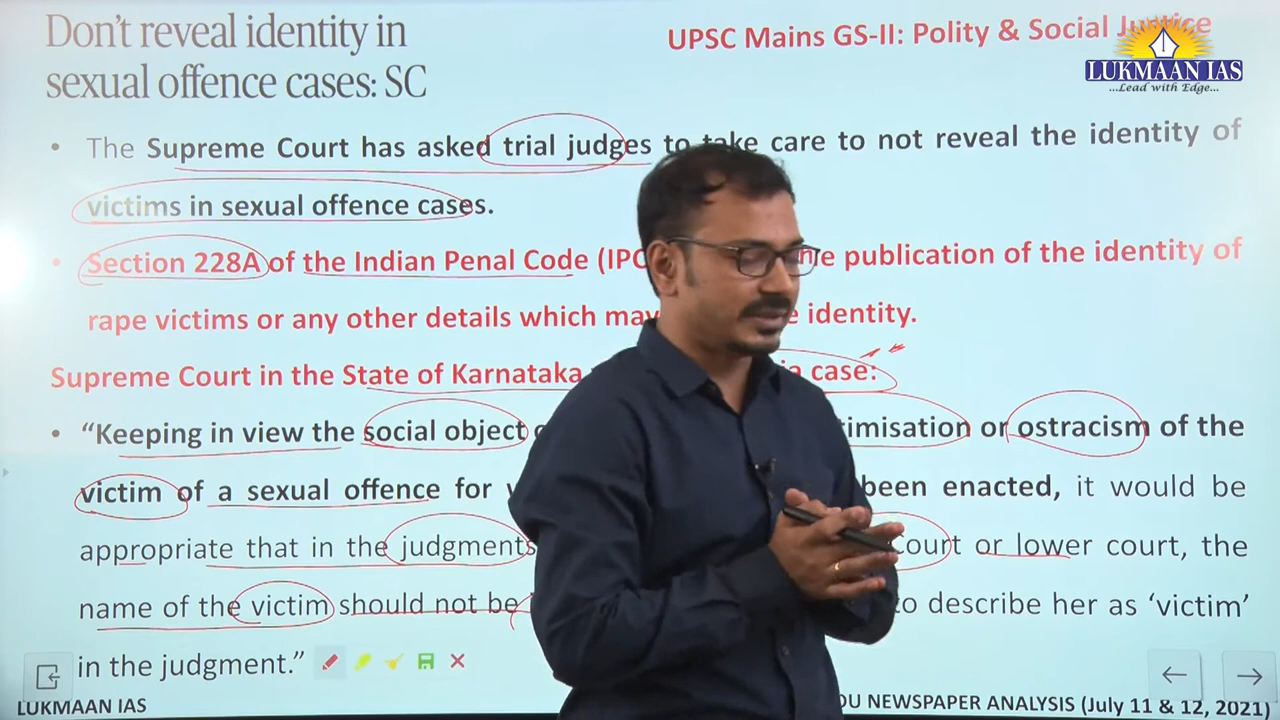 Don't reveal identity in
sexual offence cases: SC
UPSC Mains GS-II: Polity & Social Justice
LUKMAAN IAS
...Lead with Edge...
• The Supreme Court has asked trial judges to take care to not reveal the identity of
victims in sexual offence cases.
• Section 228A of the Indian Penal Code (IPC publication of the identity of
rape victims or any other details which may identity.
Supreme Court in the State of Karnataka case:
• “Keeping in view the social object or ostracism of the
victim of a sexual offence for been enacted, it would be
appropriate that in the judgments Court or lower court, the
name of the victim should not be to describe her as ‘victim’
in the judgment.”
LUKMAAN IAS
NEWSPAPER ANALYSIS (July 11 & 12, 2021)